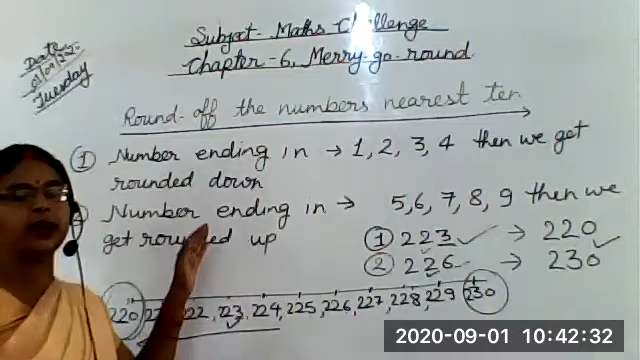 Subject- Maths Challenge
Chapter-6, Merry-go-round
Date
01/09/20
Tuesday
Round-off the numbers nearest ten
① Number ending in → 1, 2, 3, 4 then we get
rounded down
Number ending in → 5, 6, 7, 8, 9 then we
get rounded up
① 223 ✓ → 220
② 226 → 230 ✓
220 222, 223, 224, 225, 226, 227, 228, 229 230
2020-09-01 10:42:32